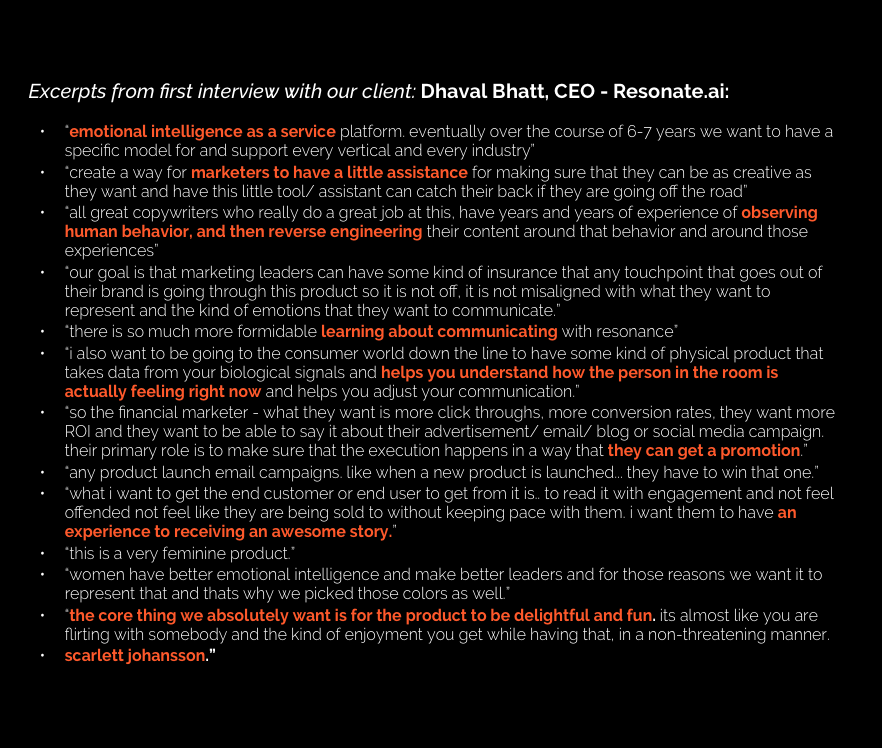 Excerpts from first interview with our client: Dhaval Bhatt, CEO - Resonate.ai:
• “emotional intelligence as a service platform. eventually over the course of 6-7 years we want to have a
specific model for and support every vertical and every industry”
• “create a way for marketers to have a little assistance for making sure that they can be as creative as
they want and have this little tool/ assistant can catch their back if they are going off the road”
• “all great copywriters who really do a great job at this, have years and years of experience of observing
human behavior, and then reverse engineering their content around that behavior and around those
experiences”
• “our goal is that marketing leaders can have some kind of insurance that any touchpoint that goes out of
their brand is going through this product so it is not off, it is not misaligned with what they want to
represent and the kind of emotions that they want to communicate.”
• “there is so much more formidable learning about communicating with resonance”
• “i also want to be going to the consumer world down the line to have some kind of physical product that
takes data from your biological signals and helps you understand how the person in the room is
actually feeling right now and helps you adjust your communication.”
• “so the financial marketer - what they want is more click throughs, more conversion rates, they want more
ROI and they want to be able to say it about their advertisement/ email/ blog or social media campaign.
their primary role is to make sure that the execution happens in a way that they can get a promotion.”
• “any product launch email campaigns. like when a new product is launched... they have to win that one.”
• “what i want to get the end customer or end user to get from it is.. to read it with engagement and not feel
offended not feel like they are being sold to without keeping pace with them. i want them to have an
experience to receiving an awesome story.”
• “this is a very feminine product.”
• “women have better emotional intelligence and make better leaders and for those reasons we want it to
represent that and thats why we picked those colors as well.”
• “the core thing we absolutely want is for the product to be delightful and fun. its almost like you are
flirting with somebody and the kind of enjoyment you get while having that, in a non-threatening manner.
• scarlett johansson.”